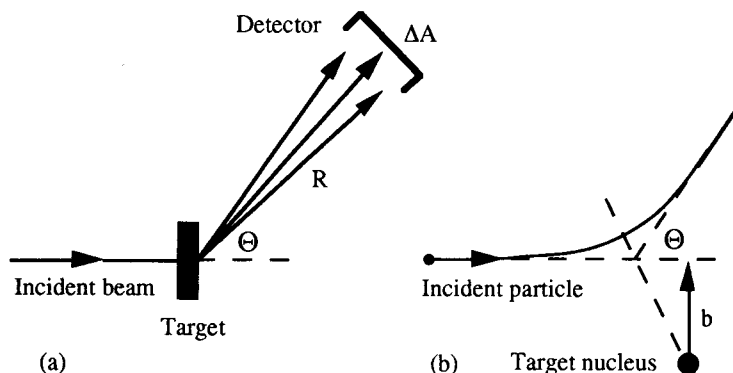 Detector
ΔA
R
Θ
Incident beam
Target
(a)
Θ
Incident particle
b
(b)
Target nucleus